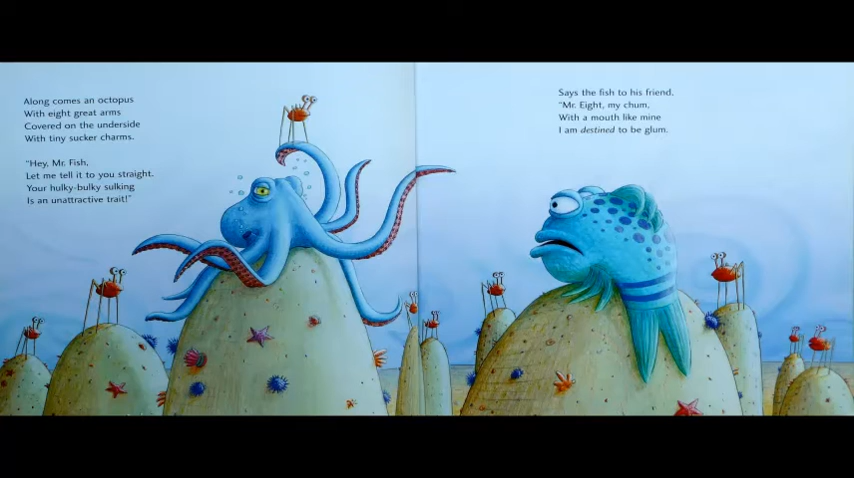 Along comes an octopus
With eight great arms
Covered on the underside
With tiny sucker charms.
"Hey, Mr. Fish,
Let me tell it to you straight.
Your hulky-bulky sulking
Is an unattractive trait!"
Says the fish to his friend,
"Mr. Eight, my chum,
With a mouth like mine
I am destined to be glum.